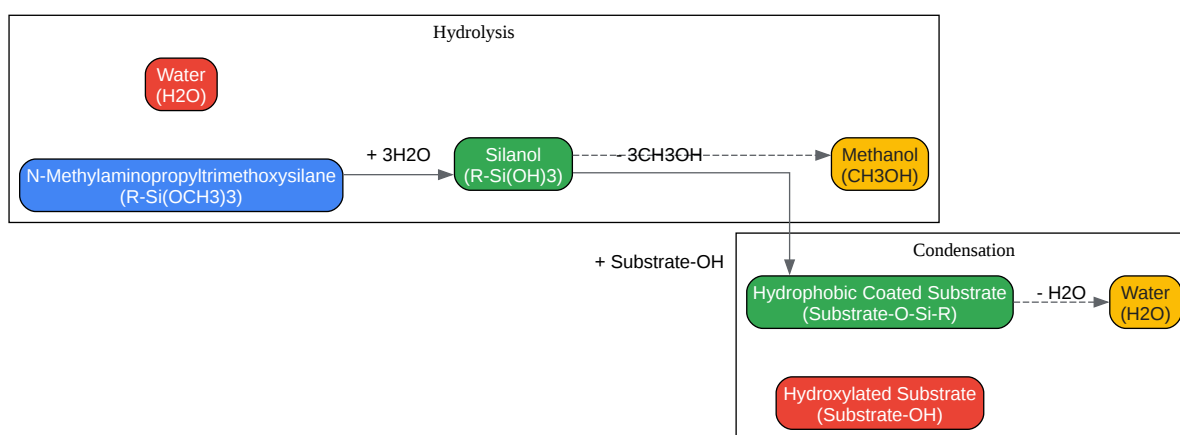 Hydrolysis
Water
(H2O)
+ 3H2O
Silanol
(R-Si(OH)3)
- 3CH3OH
Methanol
(CH3OH)
N-Methylaminopropyltrimethoxysilane
(R-Si(OCH3)3)
+ Substrate-OH
Condensation
Hydrophobic Coated Substrate
(Substrate-O-Si-R)
- H2O
Water
(H2O)
Hydroxylated Substrate
(Substrate-OH)